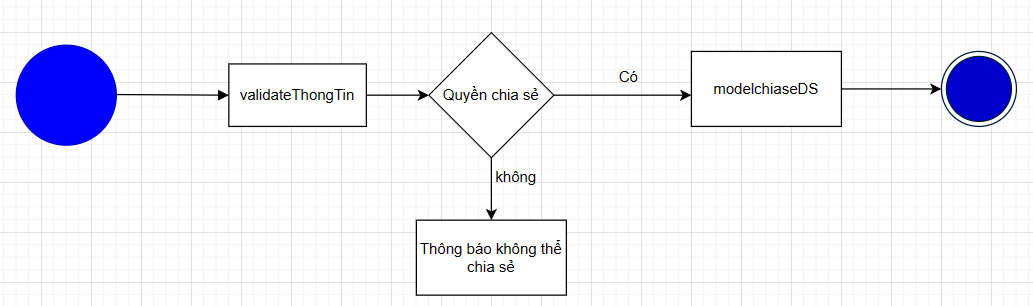 validateThongTin
Quyền chia sẻ
Có
modelchiaseDS
không
Thông báo không thể
chia sẻ